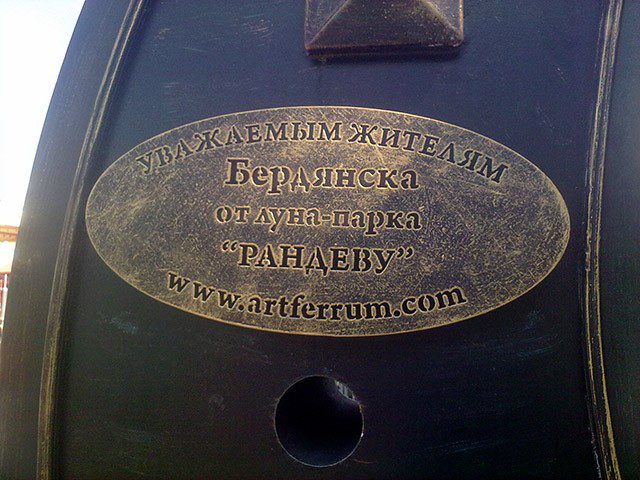 УВАЖАЕМЫМ ЖИТЕЛЯМ
Бердянска
от луна-парка
“РАНДЕВУ”
www.artferrum.com